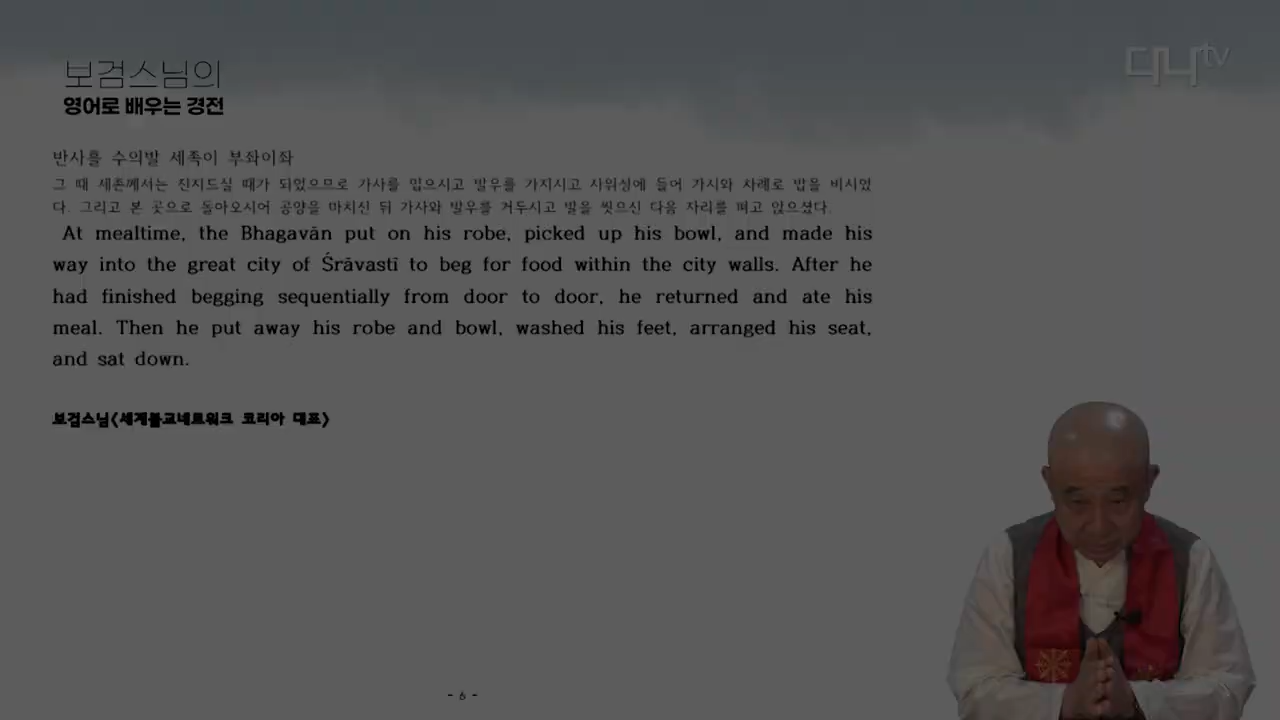 보검스님의
영어로 배우는 경전
tv
반사흘 수의발 세족이 부좌이좌
그 때 세존께서는 진지드실 때가 되었으므로 가사를 입으시고 발우를 가지시고 사위성에 들어 가시와 차례로 밥을 비시었
다. 그리고 본 곳으로 돌아오시어 공양을 마치신 뒤 가사와 발우를 거두시고 발을 씻으신 다음 자리를 펴고 앉으셨다.
At mealtime, the Bhagavān put on his robe, picked up his bowl, and made his
way into the great city of Śrāvastī to beg for food within the city walls. After he
had finished begging sequentially from door to door, he returned and ate his
meal. Then he put away his robe and bowl, washed his feet, arranged his seat,
and sat down.
보검스님<세계불교네트워크 코리아 대표>
- 6 -